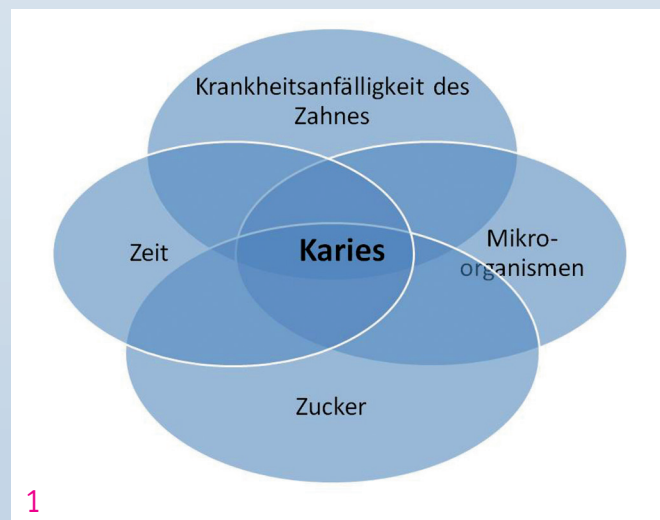 Krankheitsanfälligkeit des
Zahnes
Zeit
Karies
Mikro-
organismen
Zucker
1